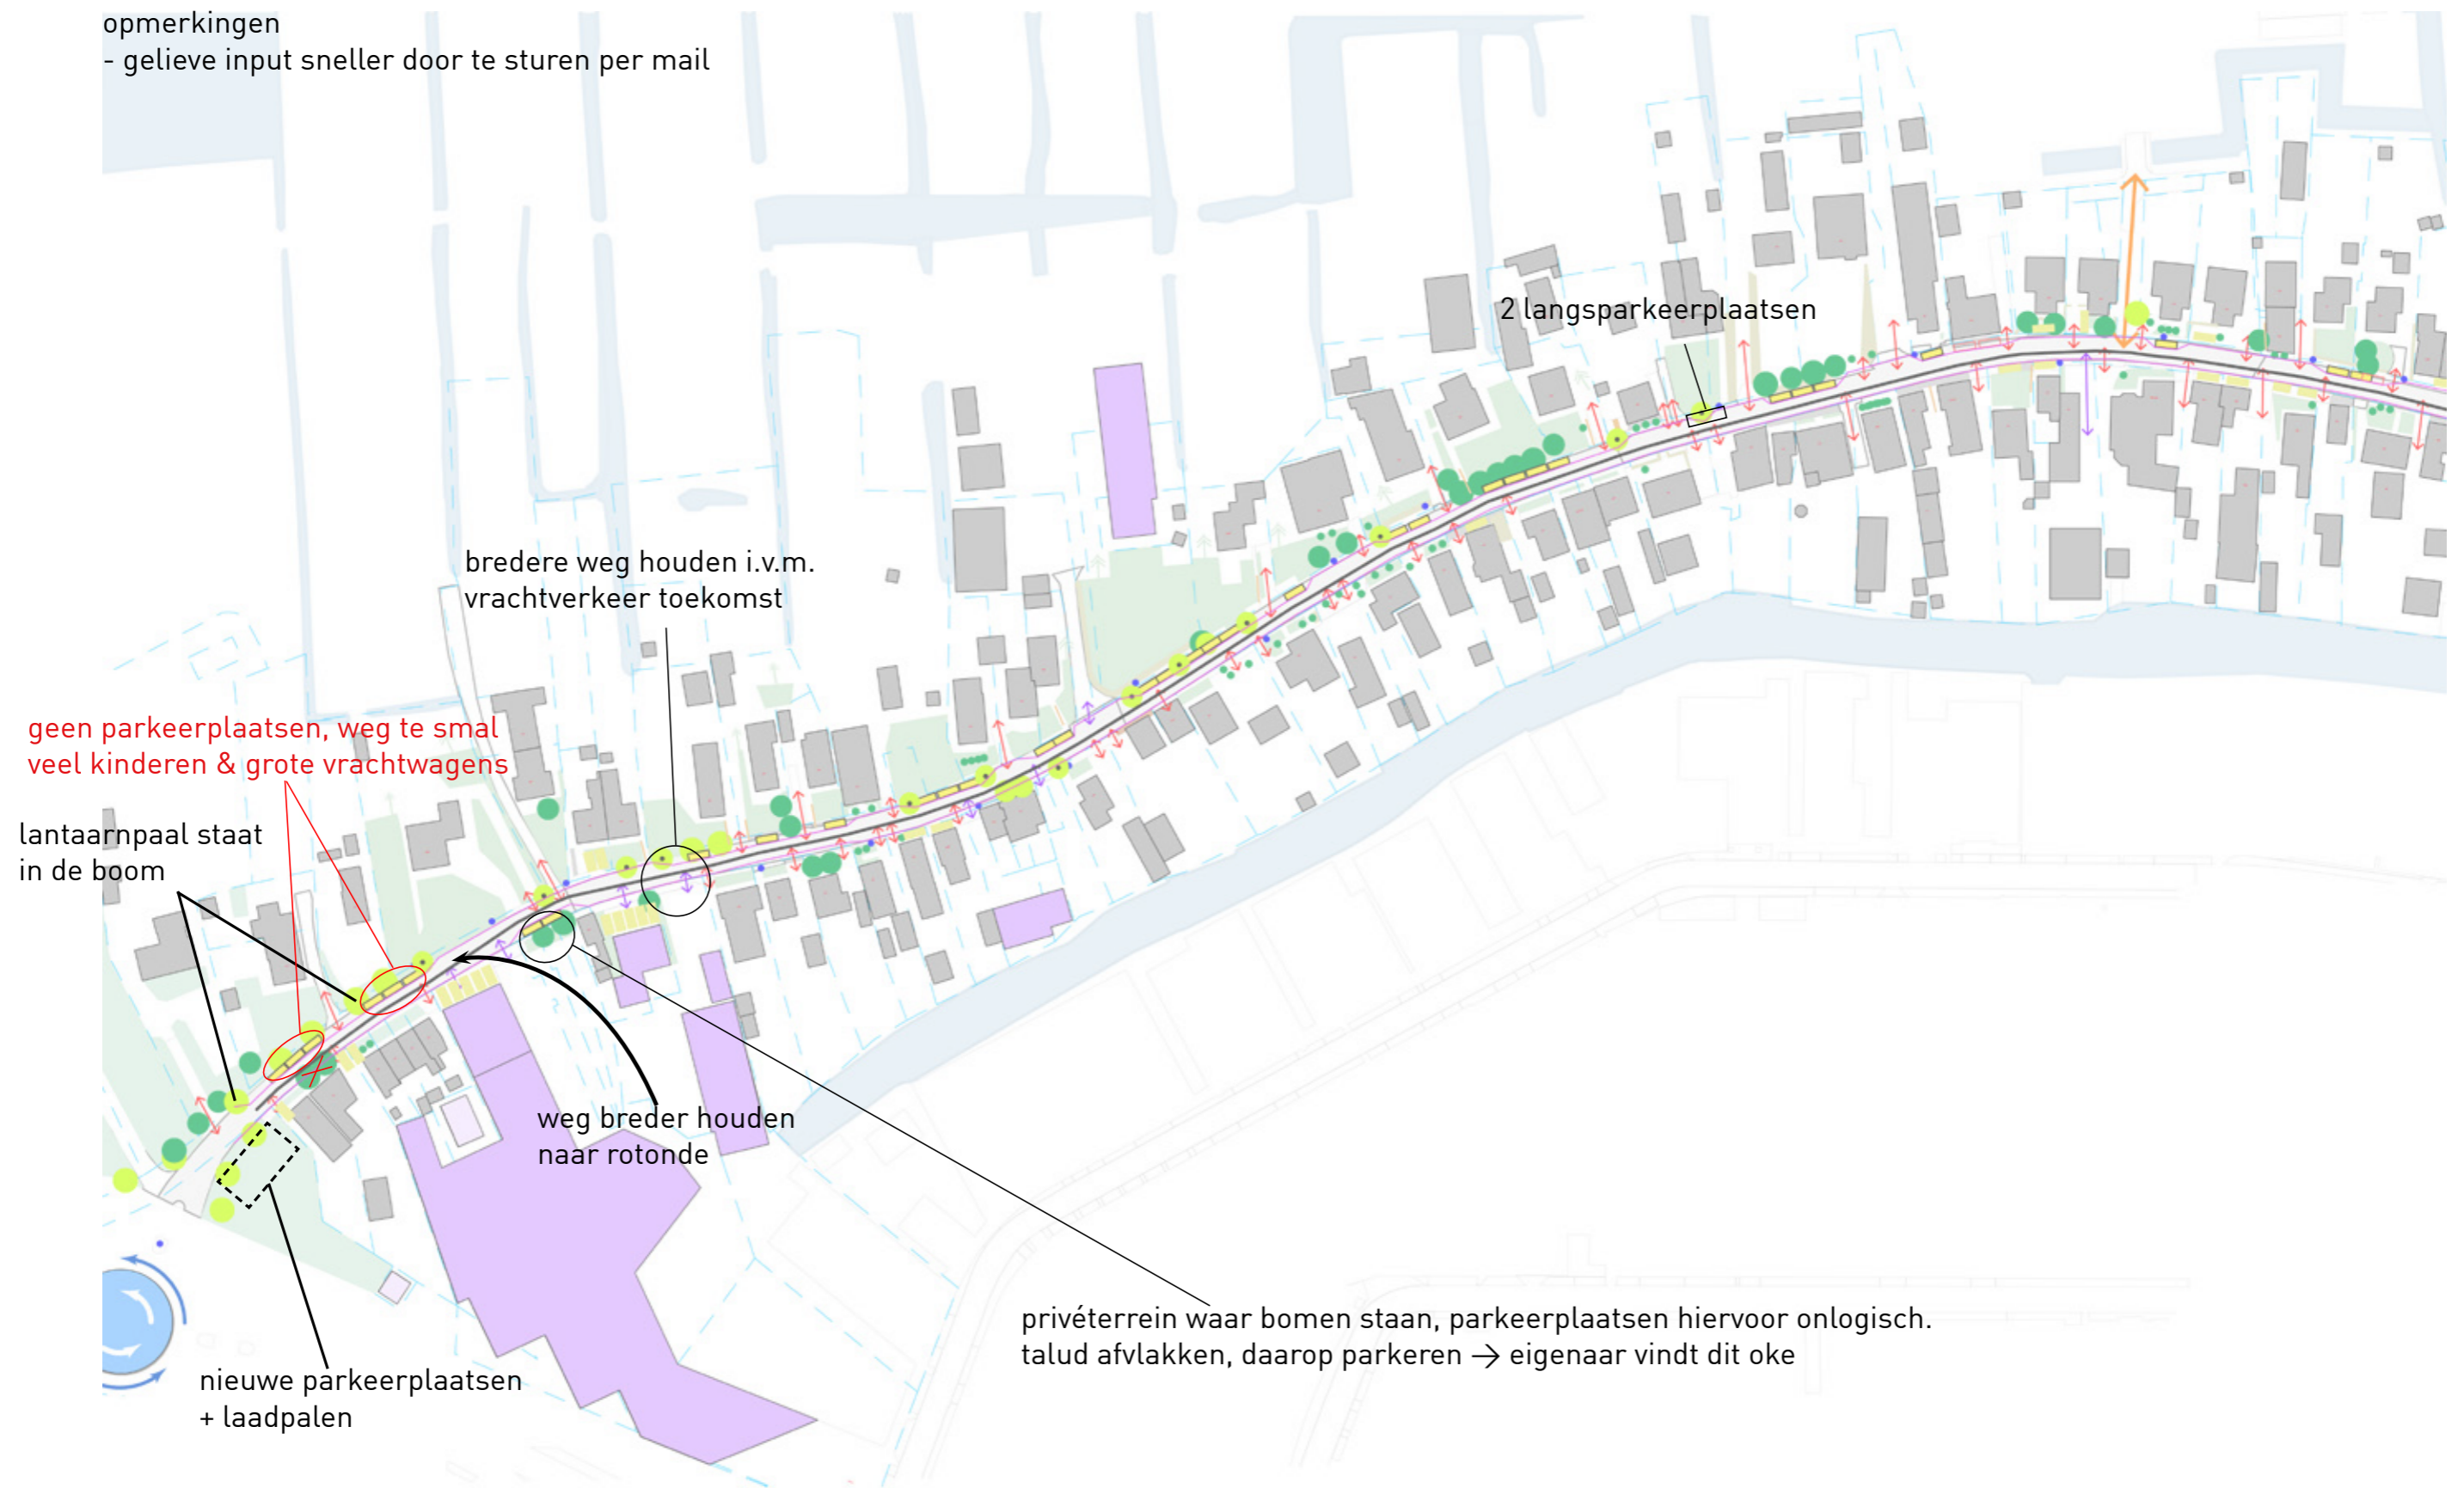 opmerkingen
- gelieve input sneller door te sturen per mail
2 langsparkeerplaatsen
bredere weg houden i.v.m.
vrachtverkeer toekomst
geen parkeerplaatsen, weg te smal
veel kinderen & grote vrachtwagens
lantaarnpaal staat
in de boom
weg breder houden
naar rotonde
privéterrein waar bomen staan, parkeerplaatsen hiervoor onlogisch.
talud afvlakken, daarop parkeren → eigenaar vindt dit oke
nieuwe parkeerplaatsen
+ laadpalen